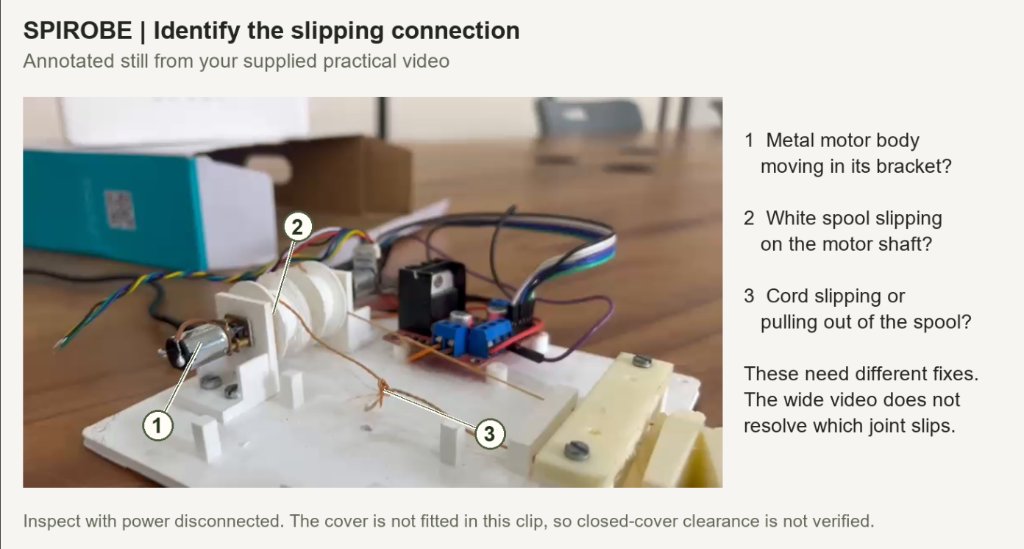 SPIROBE | Identify the slipping connection
Annotated still from your supplied practical video
1 Metal motor body
moving in its bracket?
2 White spool slipping
on the motor shaft?
3 Cord slipping or
pulling out of the spool?
These need different fixes.
The wide video does not
resolve which joint slips.
2
1
3
Inspect with power disconnected. The cover is not fitted in this clip, so closed-cover clearance is not verified.